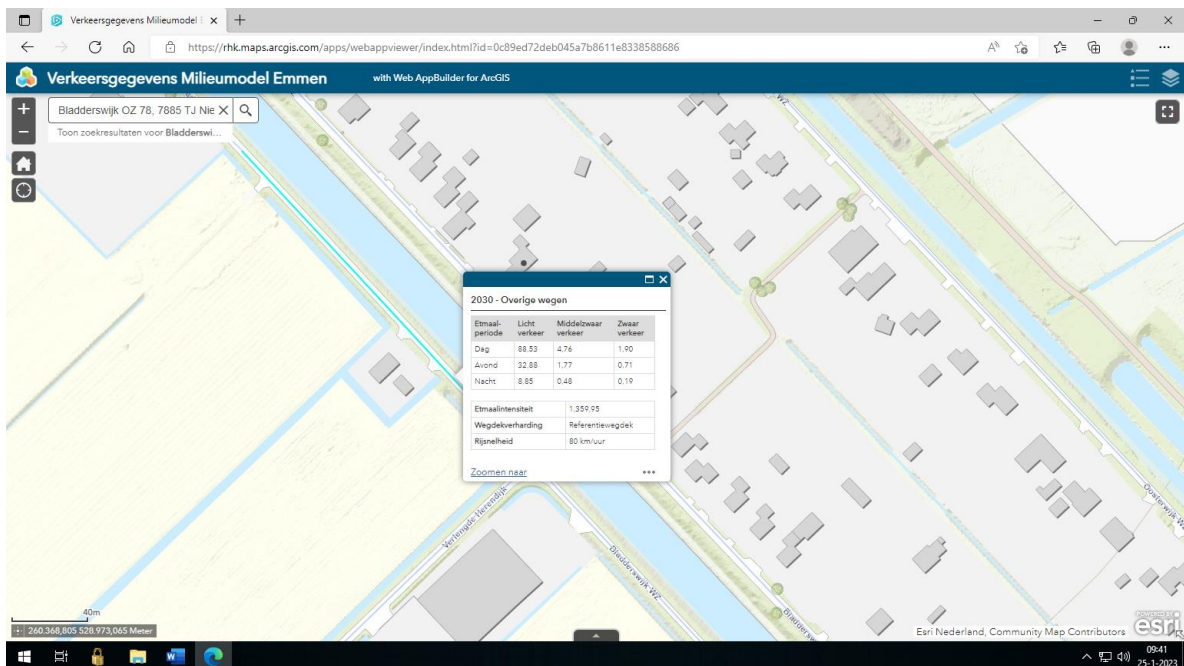 Verkeersgegevens Milieumodel E
https://rhk.maps.arcgis.com/apps/webappviewer/index.html?id=0c89ed72deb045a7b8611e8338588686
Verkeersgegevens Milieumodel Emmen with Web AppBuilder for ArcGIS
Bladderswijk OZ 78, 7885 TJ Nie
Toon zoekresultaten voor Bladderswi...
WZ
2030 - Overige wegen
Etmaal-periode Licht verkeer Middelzwaar verkeer Zwaar verkeer
Dag 88.53 4.76 1.90
Avond 32.88 1.77 0.71
Nacht 8.85 0.48 0.19
Etmaalintensiteit 1.359,95
Wegdekverharding Referentiewegdek
Rijsnelheid 80 km/uur
Zoomen naar
Verlengde Herendijk
Bladderswijk WZ
Bladdersw
Oosterwijk W
40m
260.368,805 528.973,065 Meter
Esri Nederland, Community Map Contributors
POWERED BY
esri
09:41
25-1-2023